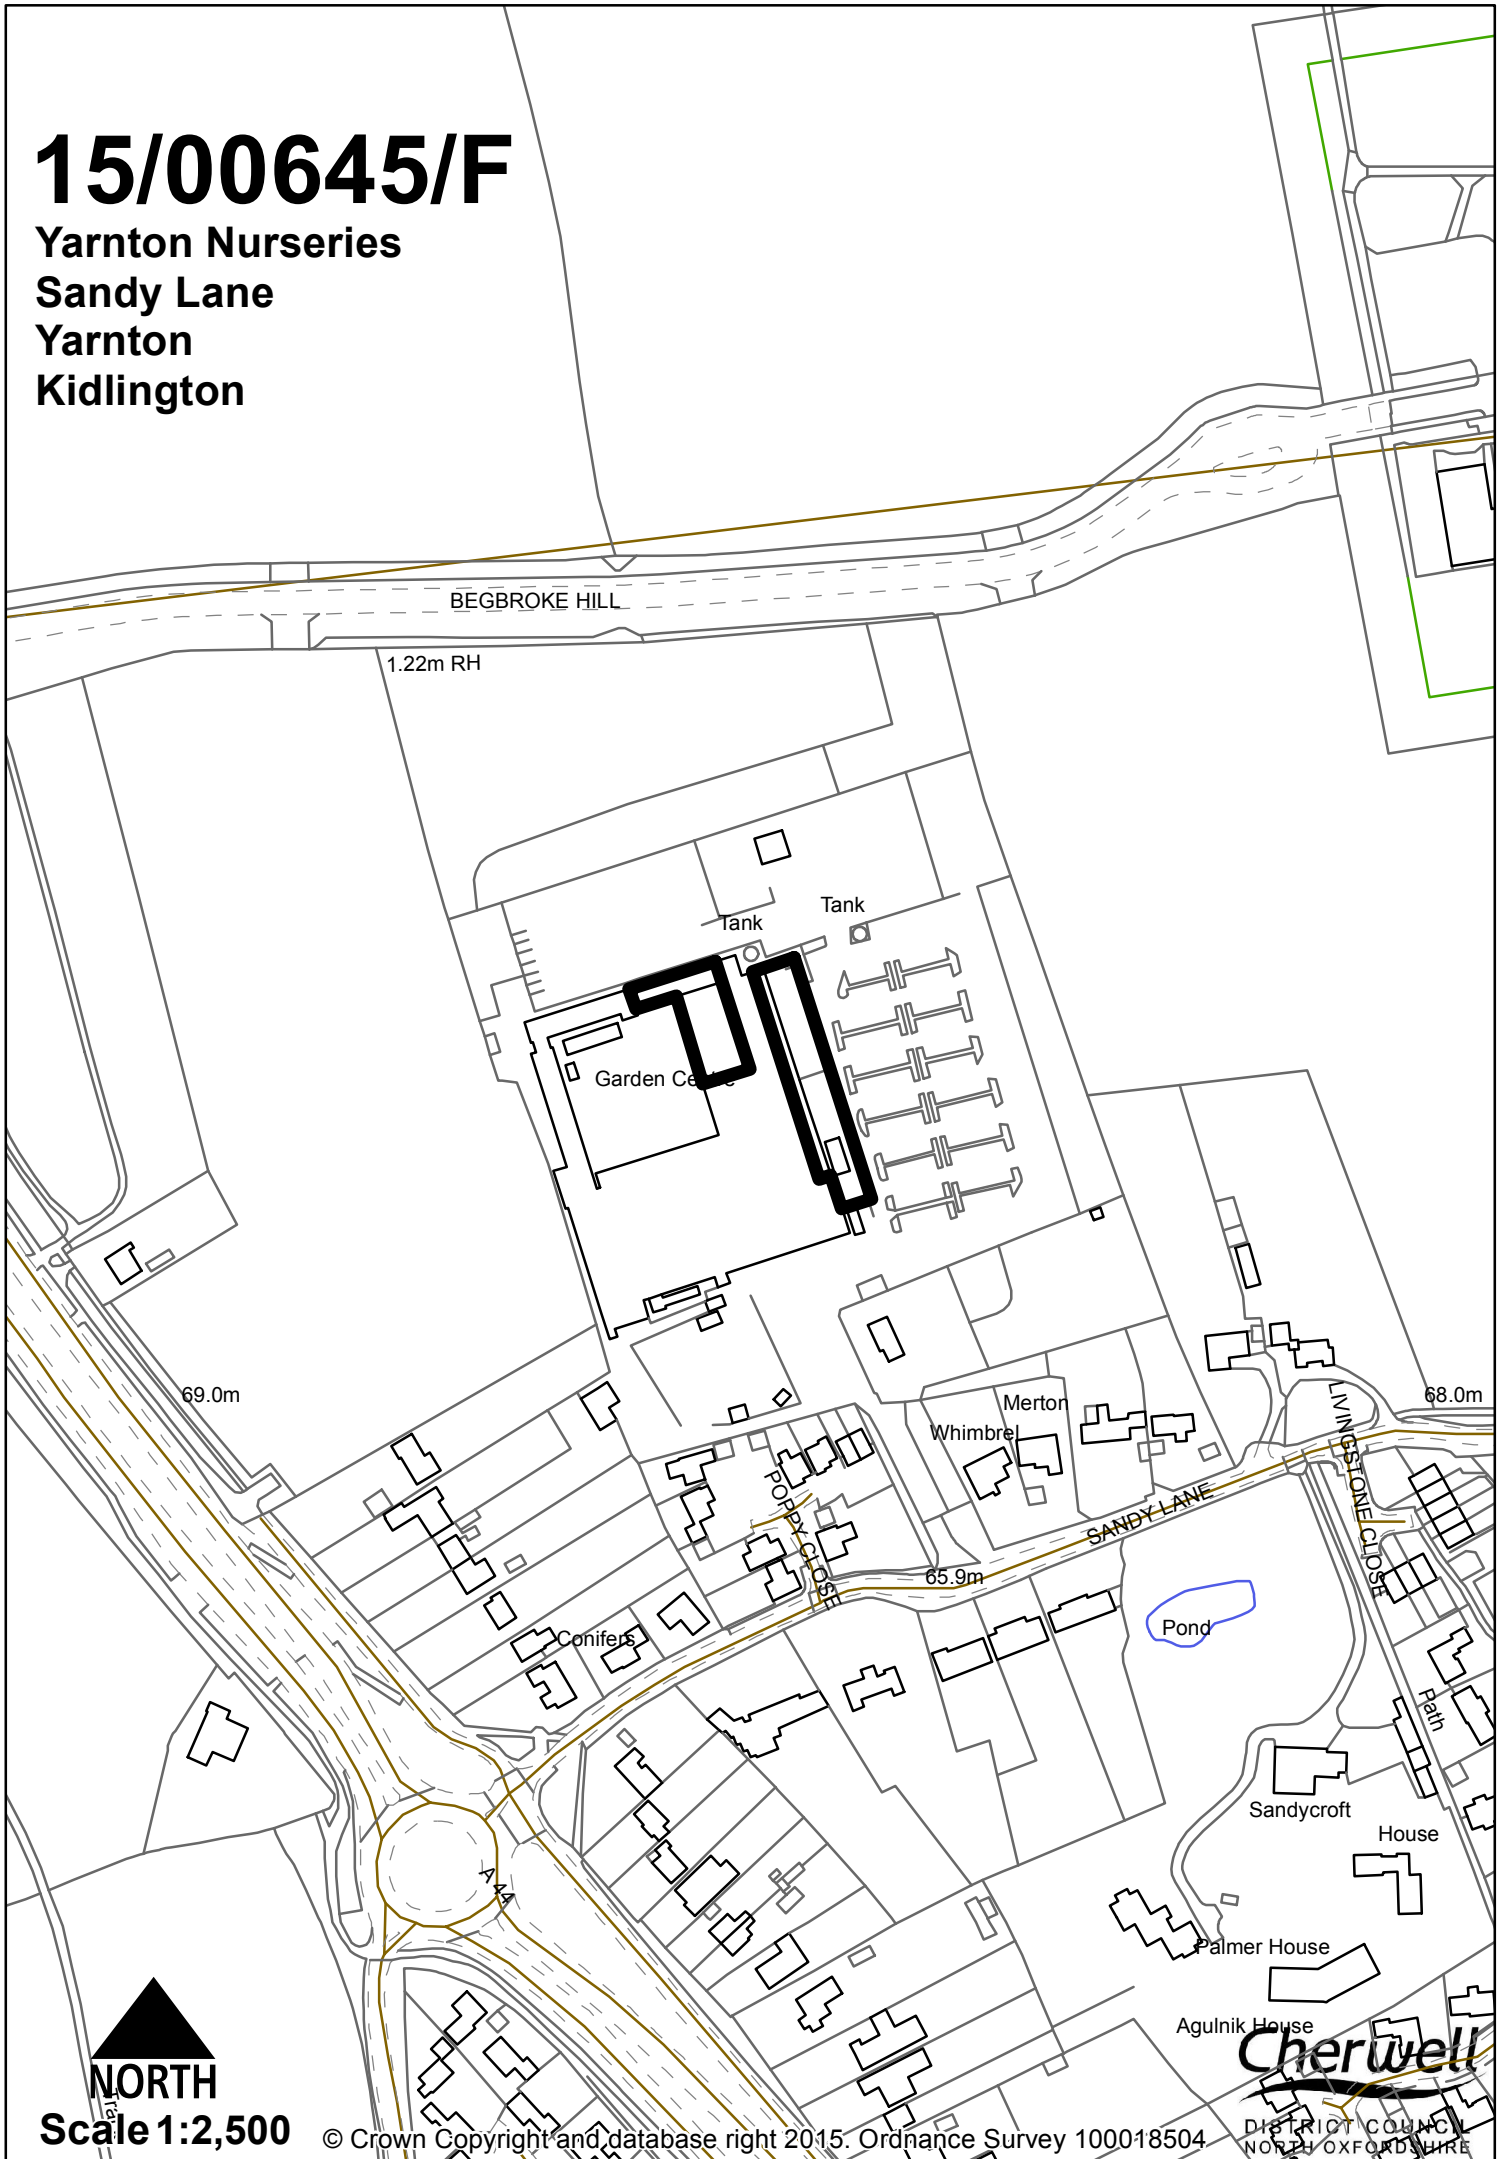 15/00645/F
Yarnton Nurseries
Sandy Lane
Yarnton
Kidlington
BEGBROKE HILL
1.22m RH
Tank
Tank
Garden Centre
69.0m
Merton
Whimbrel
68.0m
LIVINGSTONE CLOSE
POPPY CLOSE
SANDY LANE
65.9m
Conifers
Pond
Path
Sandycroft
House
A 44
Palmer House
Agulnik House
NORTH
Scale 1:2,500
© Crown Copyright and database right 2015. Ordnance Survey 100018504
Cherwell
DISTRICT COUNCIL
NORTH OXFORDSHIRE